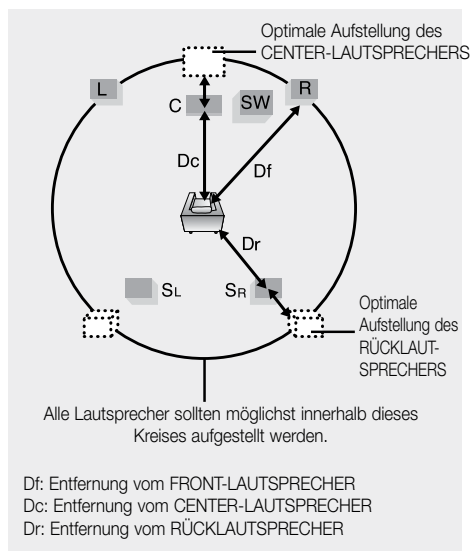 Optimale Aufstellung des
CENTER-LAUTSPRECHERS
L
R
C
SW
Dc
Df
Dr
SL
SR
Optimale
Aufstellung des
RÜCKLAUT-
SPRECHERS
Alle Lautsprecher sollten möglichst innerhalb dieses
Kreises aufgestellt werden.
Df: Entfernung vom FRONT-LAUTSPRECHER
Dc: Entfernung vom CENTER-LAUTSPRECHER
Dr: Entfernung vom RÜCKLAUTSPRECHER